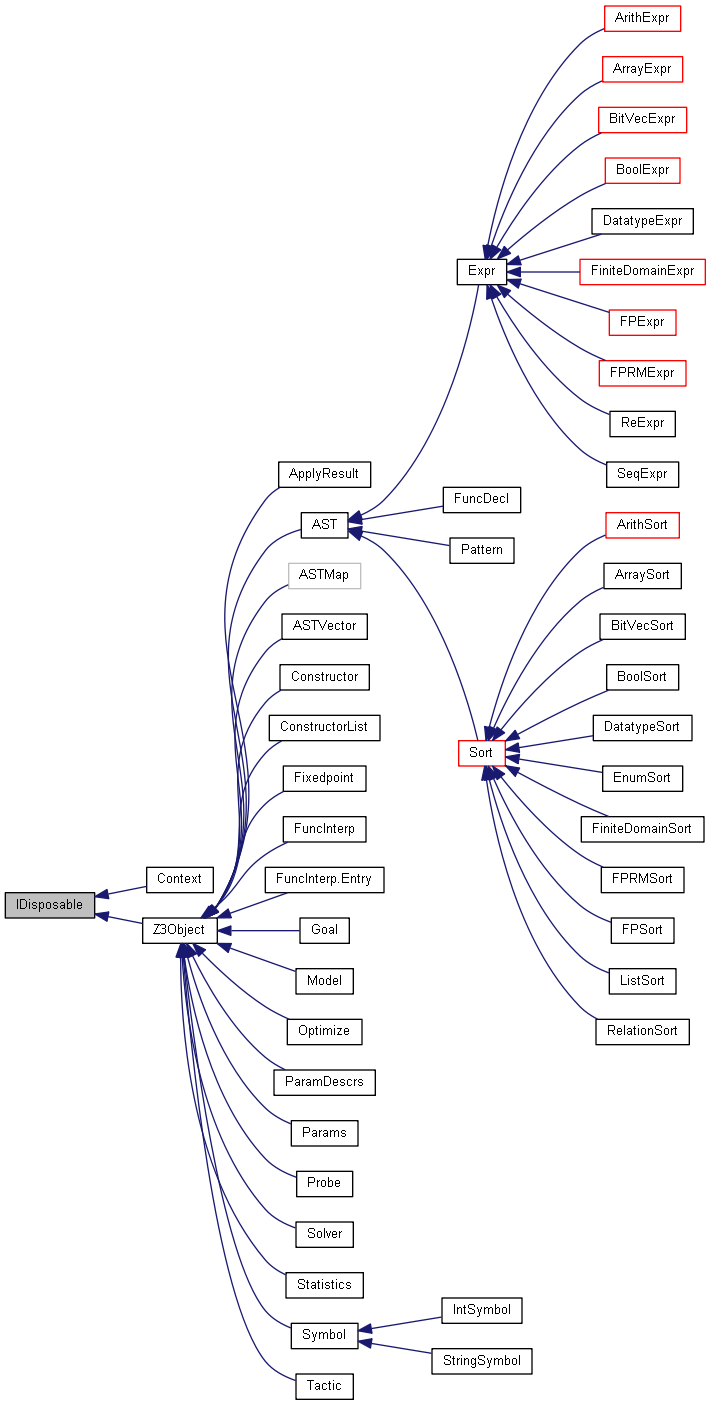 ArithExpr
ArrayExpr
BitVecExpr
BoolExpr
DatatypeExpr
Expr
FiniteDomainExpr
FPExpr
FPRMExpr
ReExpr
SeqExpr
ApplyResult
AST
FuncDecl
Pattern
ASTMap
ASTVector
Constructor
ConstructorList
Fixedpoint
FuncInterp
FuncInterp.Entry
Goal
Model
Optimize
ParamDescrs
Params
Probe
Solver
Statistics
Symbol
Tactic
ArithSort
ArraySort
BitVecSort
BoolSort
DatatypeSort
Sort
EnumSort
FiniteDomainSort
FPRMSort
FPSort
ListSort
RelationSort
Context
IDisposable
Z3Object
IntSymbol
StringSymbol